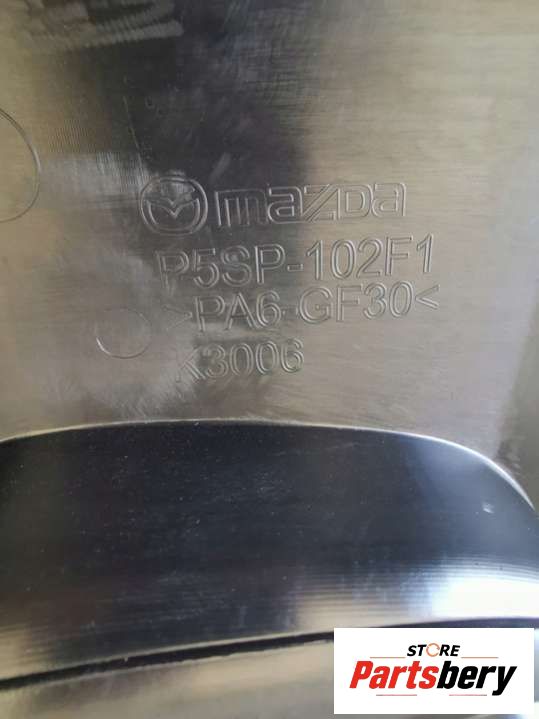 mazda
P5SP-102F1
>PA6-GF30<
K3006
STORE
Partsbery